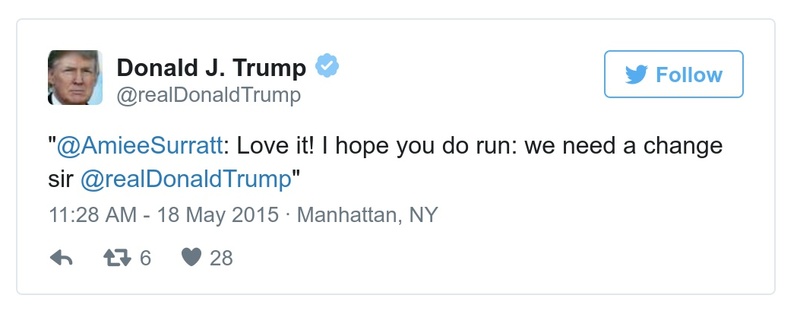 Donald J. Trump
@realDonaldTrump
Follow
"@AmieeSurratt: Love it! I hope you do run: we need a change
sir @realDonaldTrump"
11:28 AM - 18 May 2015 · Manhattan, NY
6 28